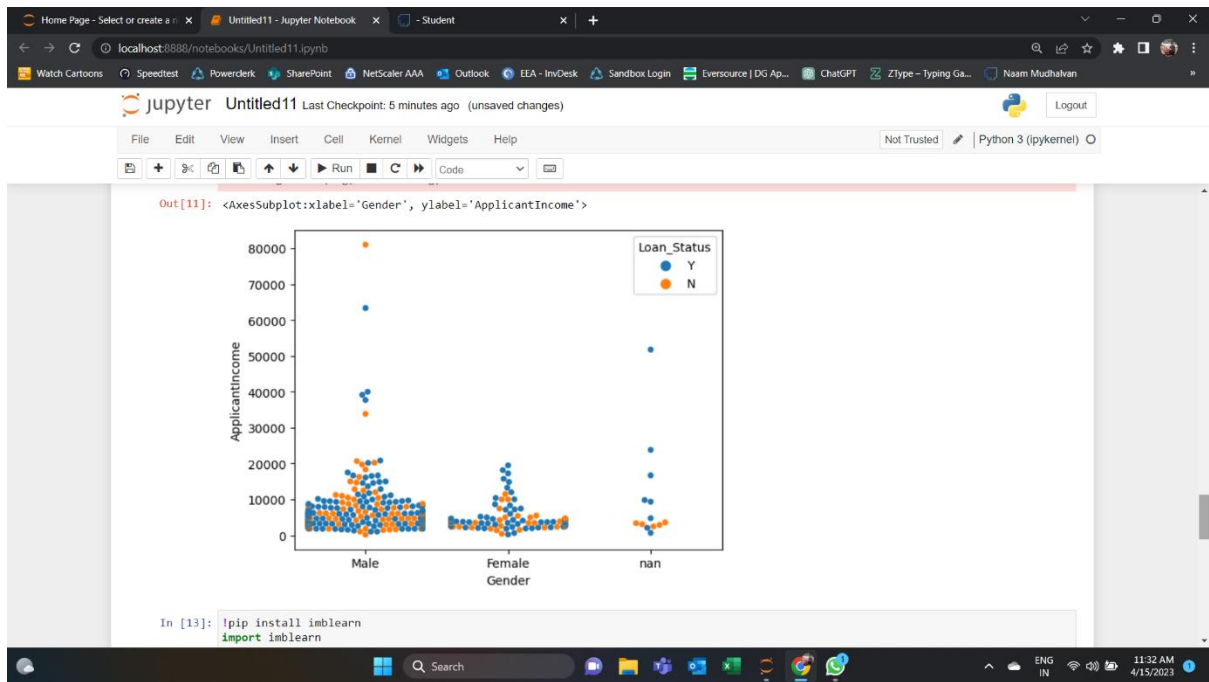 Home Page - Select or create a n
Untitled11 - Jupyter Notebook
- Student
localhost:8888/notebooks/Untitled11.ipynb
Watch Cartoons Speedtest Powerclerk SharePoint NetScaler AAA Outlook EEA - InvDesk Sandbox Login Eversource | DG Ap... ChatGPT ZType – Typing Ga... Naam Mudhalvan »
jupyter Untitled11 Last Checkpoint: 5 minutes ago (unsaved changes)
Logout
File Edit View Insert Cell Kernel Widgets Help
Not Trusted Python 3 (ipykernel)
Run Code
Out[11]: <AxesSubplot:xlabel='Gender', ylabel='ApplicantIncome'>
Loan_Status
Y
N
80000
70000
60000
50000
40000
30000
20000
10000
0
ApplicantIncome
Male Female nan
Gender
In [13]: !pip install imblearn
import imblearn
Search
ENG
IN
11:32 AM
4/15/2023
1